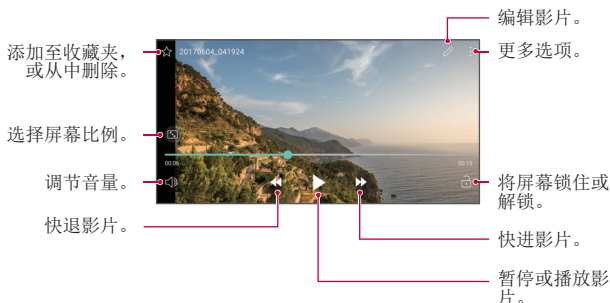 编辑影片。
添加至收藏夹，
或从中删除。
20170604_041924
更多选项。
选择屏幕比例。
00:06
00:15
调节音量。
将屏幕锁住或
解锁。
快退影片。
快进影片。
暂停或播放影
片。